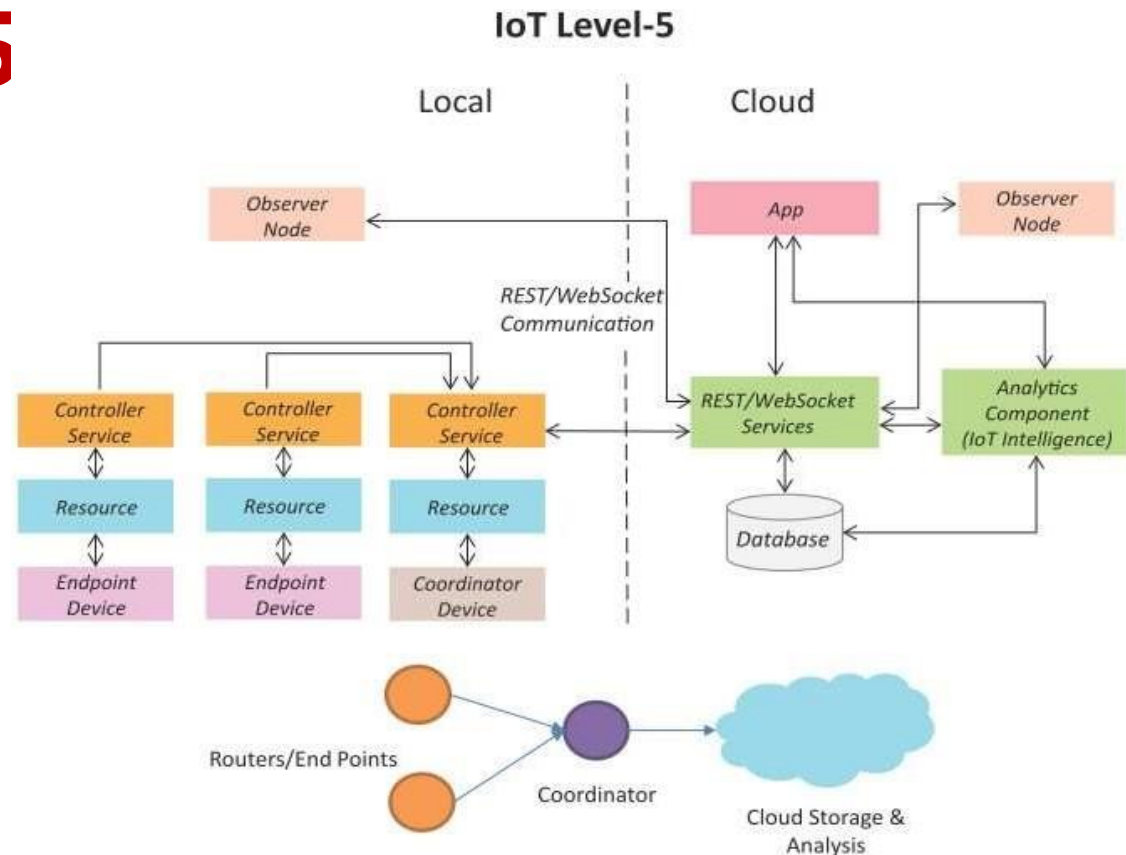 5
IoT Level-5
Local
Cloud
Observer
Node
App
Observer
Node
REST/WebSocket
Communication
Controller
Service
Controller
Service
Controller
Service
REST/WebSocket
Services
Analytics
Component
(IoT Intelligence)
Resource
Resource
Resource
Database
Endpoint
Device
Endpoint
Device
Coordinator
Device
Routers/End Points
Coordinator
Cloud Storage &
Analysis